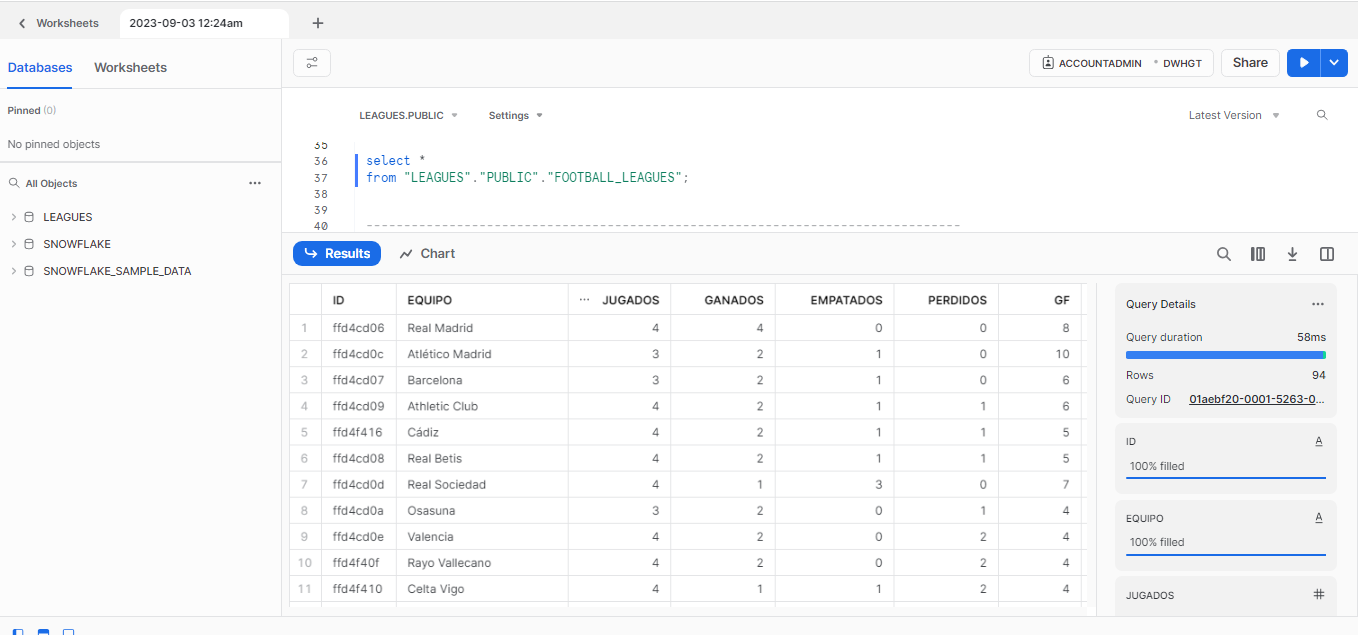 Worksheets 2023-09-03 12:24am +
Databases Worksheets
ACCOUNTADMIN DWHGT Share
Pinned (0)
No pinned objects
All Objects ...
LEAGUES
SNOWFLAKE
SNOWFLAKE_SAMPLE_DATA
LEAGUES.PUBLIC Settings Latest Version
35
36 select *
37 from "LEAGUES"."PUBLIC"."FOOTBALL_LEAGUES";
38
39
40 -------------------------------------------------------------------------------
Results Chart
ID EQUIPO ... JUGADOS GANADOS EMPATADOS PERDIDOS GF
1 ffd4cd06 Real Madrid 4 4 0 0 8
2 ffd4cd0c Atlético Madrid 3 2 1 0 10
3 ffd4cd07 Barcelona 3 2 1 0 6
4 ffd4cd09 Athletic Club 4 2 1 1 6
5 ffd4f416 Cádiz 4 2 1 1 5
6 ffd4cd08 Real Betis 4 2 1 1 5
7 ffd4cd0d Real Sociedad 4 1 3 0 7
8 ffd4cd0a Osasuna 3 2 0 1 4
9 ffd4cd0e Valencia 4 2 0 2 4
10 ffd4f40f Rayo Vallecano 4 2 0 2 4
11 ffd4f410 Celta Vigo 4 1 1 2 4
Query Details ...
Query duration 58ms
Rows 94
Query ID 01aebf20-0001-5263-0...
ID A
100% filled
EQUIPO A
100% filled
JUGADOS #